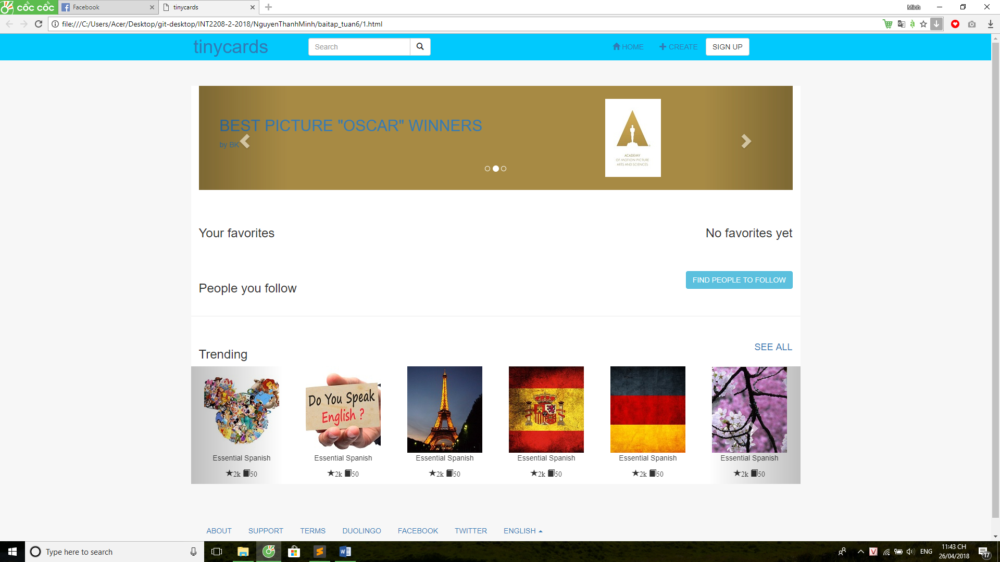 cốc cốc
Facebook
tinycards
Minh
file:///C:/Users/Acer/Desktop/git-desktop/INT2208-2-2018/NguyenThanhMinh/baitap_tuan6/1.html
tinycards
Search
HOME
CREATE
SIGN UP
BEST PICTURE "OSCAR" WINNERS
by BK
ACADEMY
OF MOTION PICTURE
ARTS AND SCIENCES
Your favorites
No favorites yet
People you follow
FIND PEOPLE TO FOLLOW
Trending
SEE ALL
Do You Speak
English ?
Essential Spanish Essential Spanish Essential Spanish Essential Spanish Essential Spanish Essential Spanish
★2k 50 ★2k 50 ★2k 50 ★2k 50 ★2k 50 ★2k 50
ABOUT SUPPORT TERMS DUOLINGO FACEBOOK TWITTER ENGLISH
Type here to search
ENG
11:43 CH
26/04/2018
17